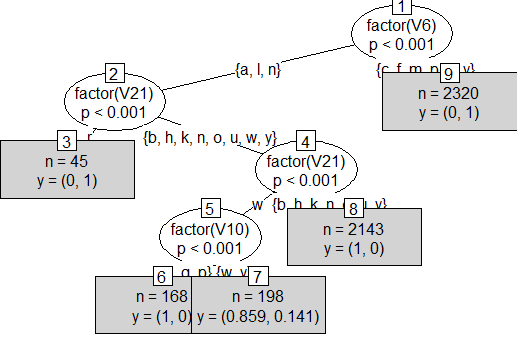 1
factor(V6)
p < 0.001
{a, l, n}
2
factor(V21)
p < 0.001
9
n = 2320
y = (0, 1)
r
{b, h, k, n, o, u, w, y}
3
n = 45
y = (0, 1)
4
factor(V21)
p < 0.001
w
5
factor(V10)
p < 0.001
8
n = 2143
y = (1, 0)
6
n = 168
y = (1, 0)
7
n = 198
y = (0.859, 0.141)